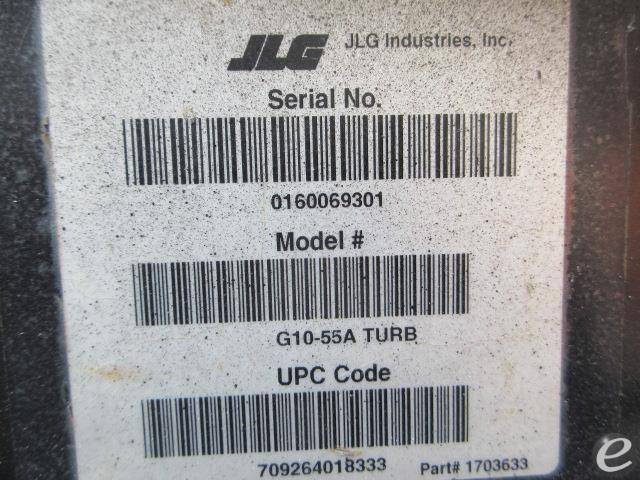 JLG JLG Industries, Inc.
Serial No.
0160069301
Model #
G10-55A TURB
UPC Code
709264018333 Part# 1703633
e